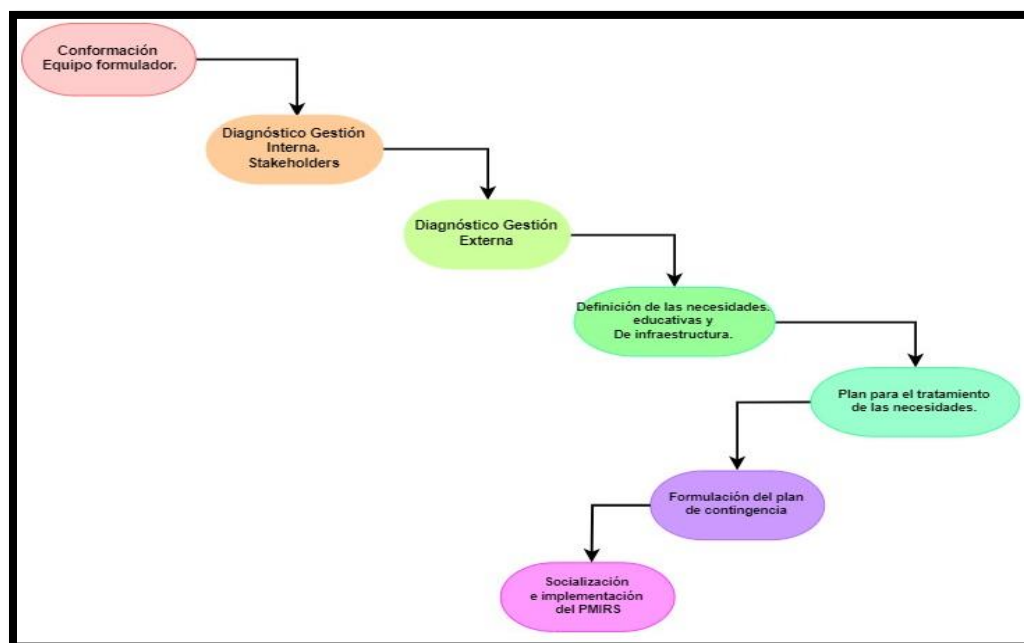 Conformación
Equipo formulador.
Diagnóstico Gestión
Interna.
Stakeholders
Diagnóstico Gestión
Externa
Definición de las necesidades.
educativas y
De infraestructura.
Plan para el tratamiento
de las necesidades.
Formulación del plan
de contingencia
Socialización
e implementación
del PMIRS